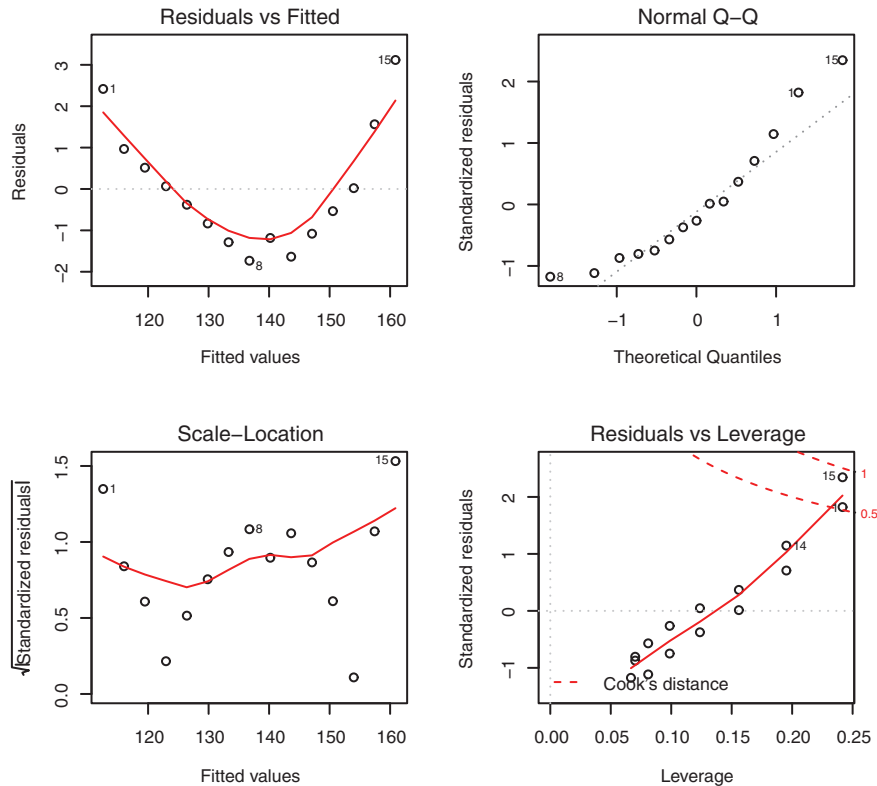 Residuals vs Fitted
Residuals
3
2
1
0
−1
−2
1
8
15
120 130 140 150 160
Fitted values
Normal Q−Q
Standardized residuals
2
1
0
−1
8
1
15
−1 0 1
Theoretical Quantiles
Scale−Location
√|Standardized residuals|
1.5
1.0
0.5
0.0
1
8
15
120 130 140 150 160
Fitted values
Residuals vs Leverage
Standardized residuals
2
1
0
−1
15
1
14
1
0.5
Cook's distance
0.00 0.05 0.10 0.15 0.20 0.25
Leverage